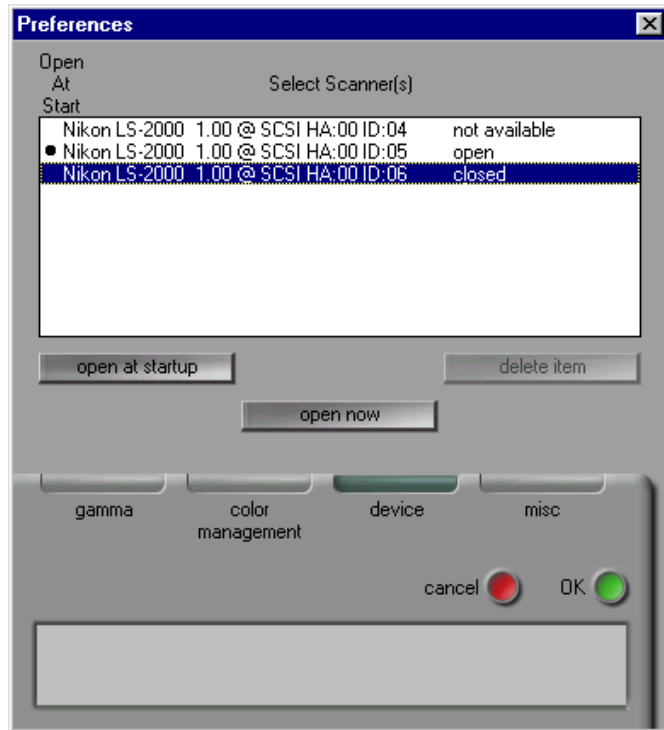 Preferences
Open
At
Start
Select Scanner(s)
Nikon LS-2000 1.00 @ SCSI HA:00 ID:04 not available
● Nikon LS-2000 1.00 @ SCSI HA:00 ID:05 open
Nikon LS-2000 1.00 @ SCSI HA:00 ID:06 closed
open at startup delete item
open now
gamma color management device misc
cancel OK